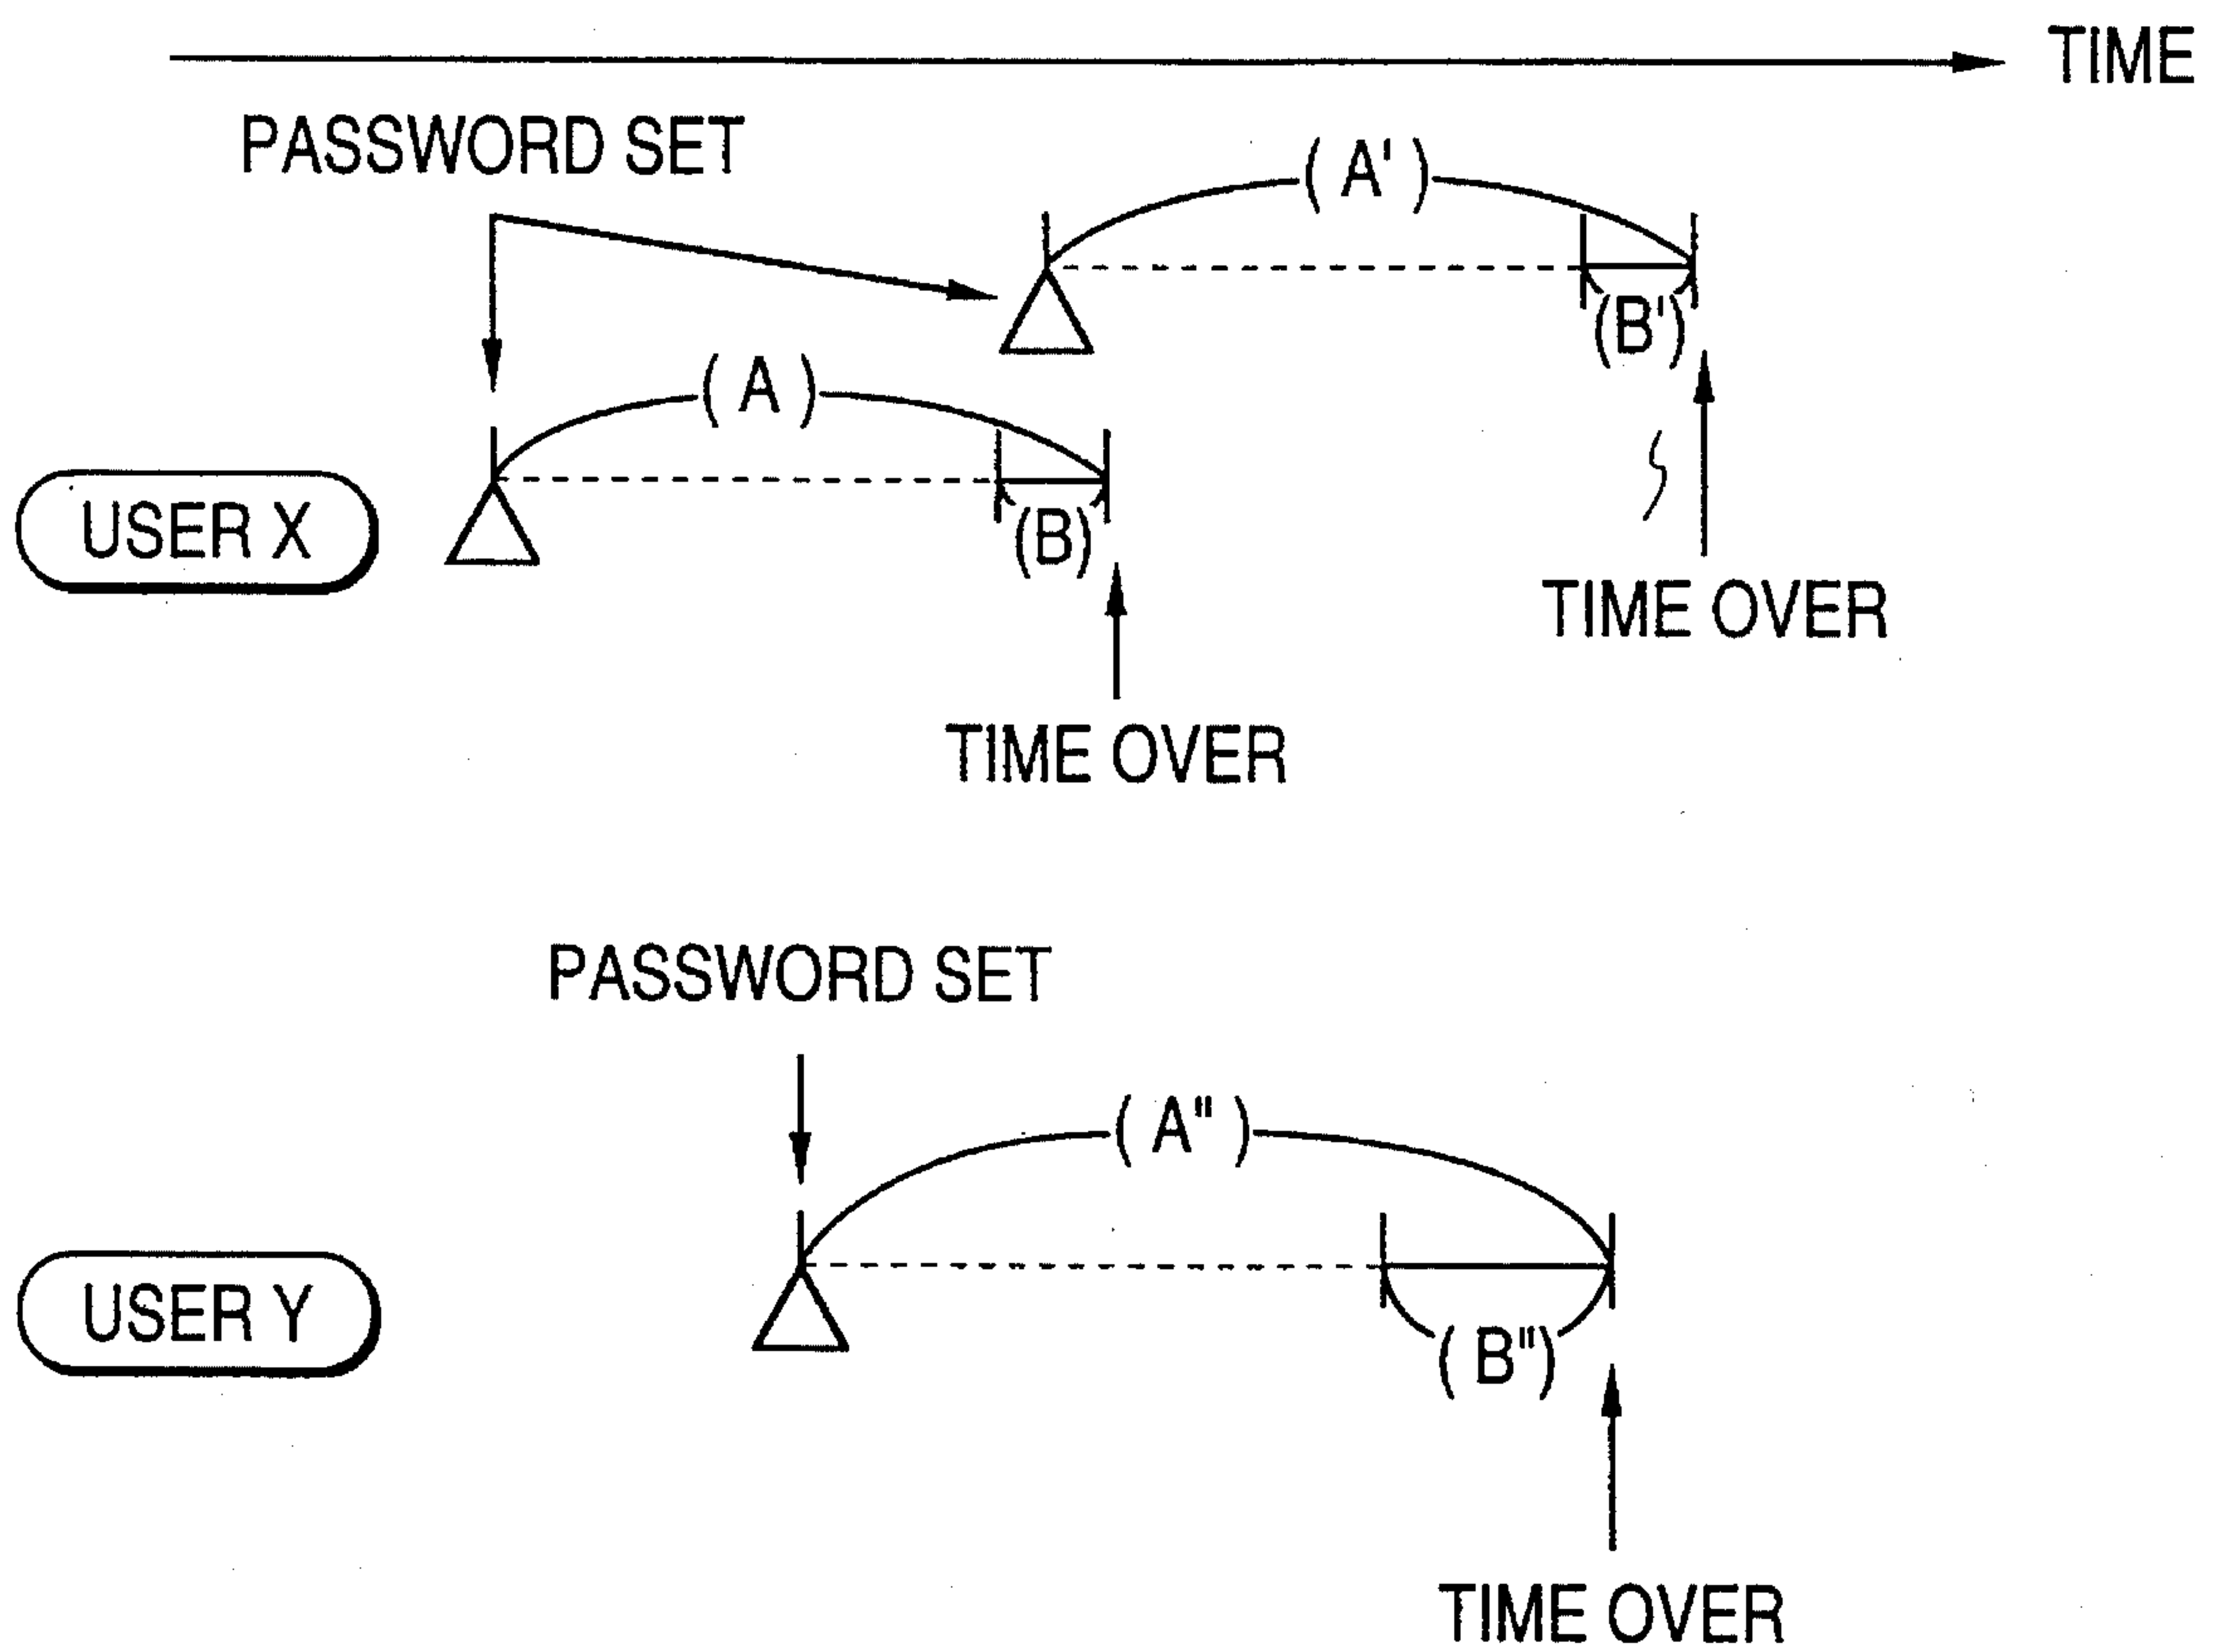 TIME
PASSWORD SET
( A' )
(B')
( A )
USER X
(B)
TIME OVER
TIME OVER
PASSWORD SET
( A" )
USER Y
( B" )
TIME OVER